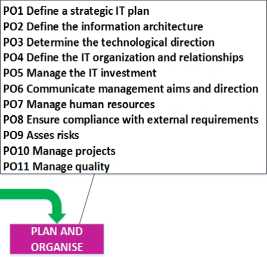 PO1 Define a strategic IT plan
PO2 Define the information architecture
PO3 Determine the technological direction
PO4 Define the IT organization and relationships
PO5 Manage the IT investment
PO6 Communicate management aims and direction
PO7 Manage human resources
PO8 Ensure compliance with external requirements
PO9 Asses risks
PO10 Manage projects
PO11 Manage quality
PLAN AND
ORGANISE